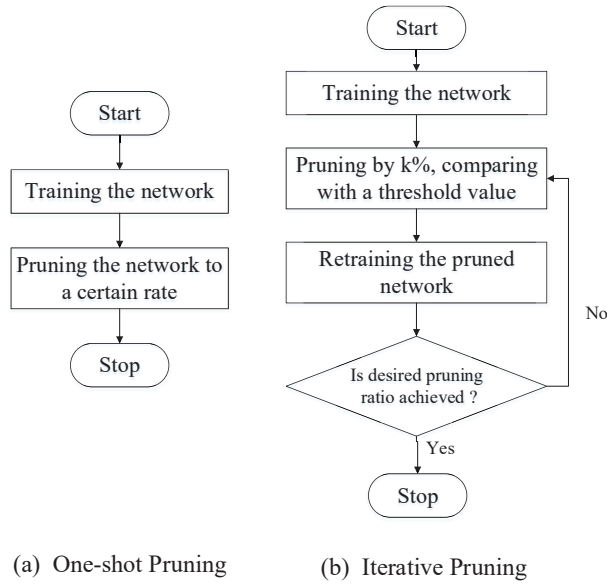 Start
Training the network
Pruning the network to
a certain rate
Stop
(a) One-shot Pruning
Start
Training the network
Pruning by k%, comparing
with a threshold value
Retraining the pruned
network
Is desired pruning
ratio achieved ?
No
Yes
Stop
(b) Iterative Pruning